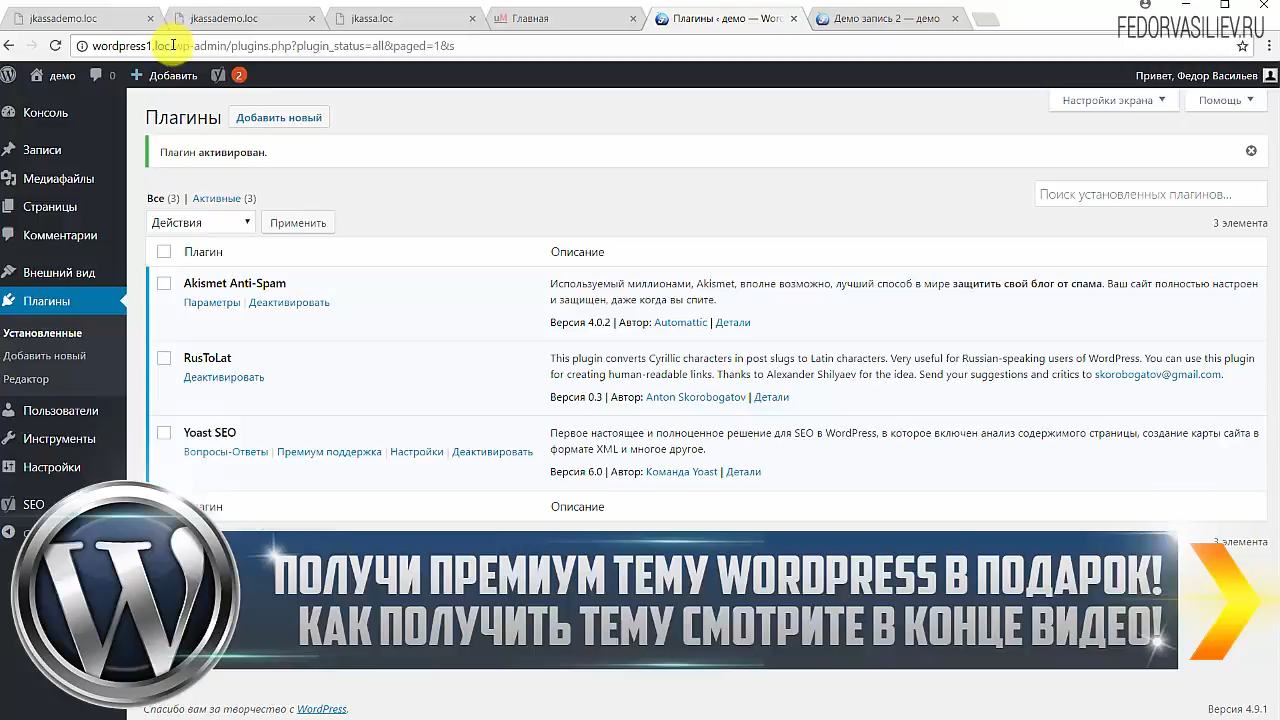 jkassademo.loc
jkassademo.loc
jkassa.loc
Главная
Плагины ‹ демо — Wor
Демо запись 2 — демо
FEDORVASILIEV.RU
wordpress1.loc/wp-admin/plugins.php?plugin_status=all&paged=1&s
демо
0
Добавить
2
Привет, Федор Васильев
Консоль
Записи
Медиафайлы
Страницы
Комментарии
Внешний вид
Плагины
Установленные
Добавить новый
Редактор
Пользователи
Инструменты
Настройки
SEO
Настройки экрана
Помощь
Плагины
Добавить новый
Плагин активирован.
Все (3) | Активные (3)
Поиск установленных плагинов...
Действия
Применить
3 элемента
Плагин
Описание
Akismet Anti-Spam
Параметры | Деактивировать
Используемый миллионами, Akismet, вполне возможно, лучший способ в мире защитить свой блог от спама. Ваш сайт полностью настроен
и защищен, даже когда вы спите.
Версия 4.0.2 | Автор: Automattic | Детали
RusToLat
Деактивировать
This plugin converts Cyrillic characters in post slugs to Latin characters. Very useful for Russian-speaking users of WordPress. You can use this plugin
for creating human-readable links. Thanks to Alexander Shilyaev for the idea. Send your suggestions and critics to skorobogatov@gmail.com.
Версия 0.3 | Автор: Anton Skorobogatov | Детали
Yoast SEO
Вопросы-Ответы | Премиум поддержка | Настройки | Деактивировать
Первое настоящее и полноценное решение для SEO в WordPress, в которое включен анализ содержимого страницы, создание карты сайта в
формате XML и многое другое.
Версия 6.0 | Автор: Команда Yoast | Детали
Плагин
Описание
3 элемента
ПОЛУЧИ ПРЕМИУМ ТЕМУ WORDPRESS В ПОДАРОК!
КАК ПОЛУЧИТЬ ТЕМУ СМОТРИТЕ В КОНЦЕ ВИДЕО!
Спасибо вам за творчество с WordPress.
Версия 4.9.1